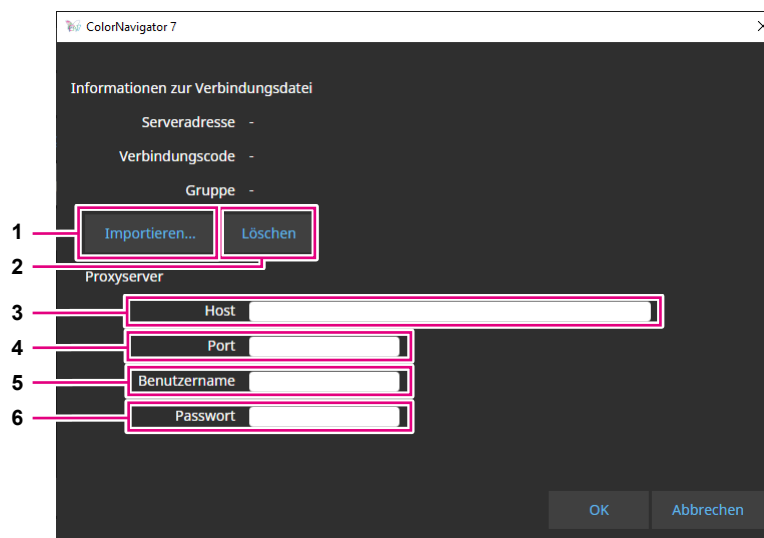 ColorNavigator 7
Informationen zur Verbindungsdatei
Serveradresse -
Verbindungscode -
Gruppe -
1 Importieren... Löschen
2
Proxyserver
3 Host
4 Port
5 Benutzername
6 Passwort
OK Abbrechen